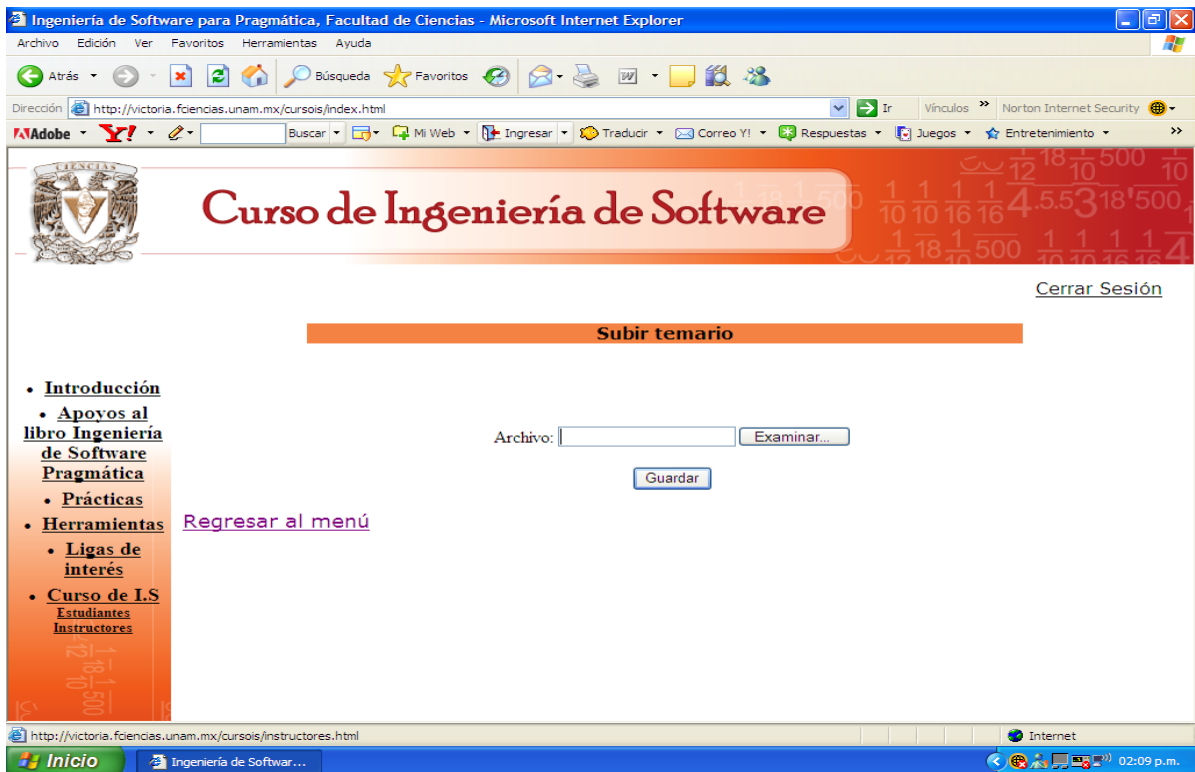 Ingeniería de Software para Pragmática, Facultad de Ciencias - Microsoft Internet Explorer
Archivo Edición Ver Favoritos Herramientas Ayuda
Atrás Búsqueda Favoritos
Dirección http://victoria.fciencias.unam.mx/cursois/index.html Ir Vínculos >> Norton Internet Security
Adobe Y! Buscar Mi Web Ingresar Traducir Correo Y! Respuestas Juegos Entretenimiento >>
CIENCIAS
Curso de Ingeniería de Software
Cerrar Sesión
Subir temario
• Introducción
• Apoyos al
libro Ingeniería
de Software
Pragmática
• Prácticas
• Herramientas
• Ligas de
interés
• Curso de I.S
Estudiantes
Instructores
Archivo: Examinar...
Guardar
Regresar al menú
http://victoria.fciencias.unam.mx/cursois/instructores.html Internet
Inicio Ingeniería de Softwar... 02:09 p.m.